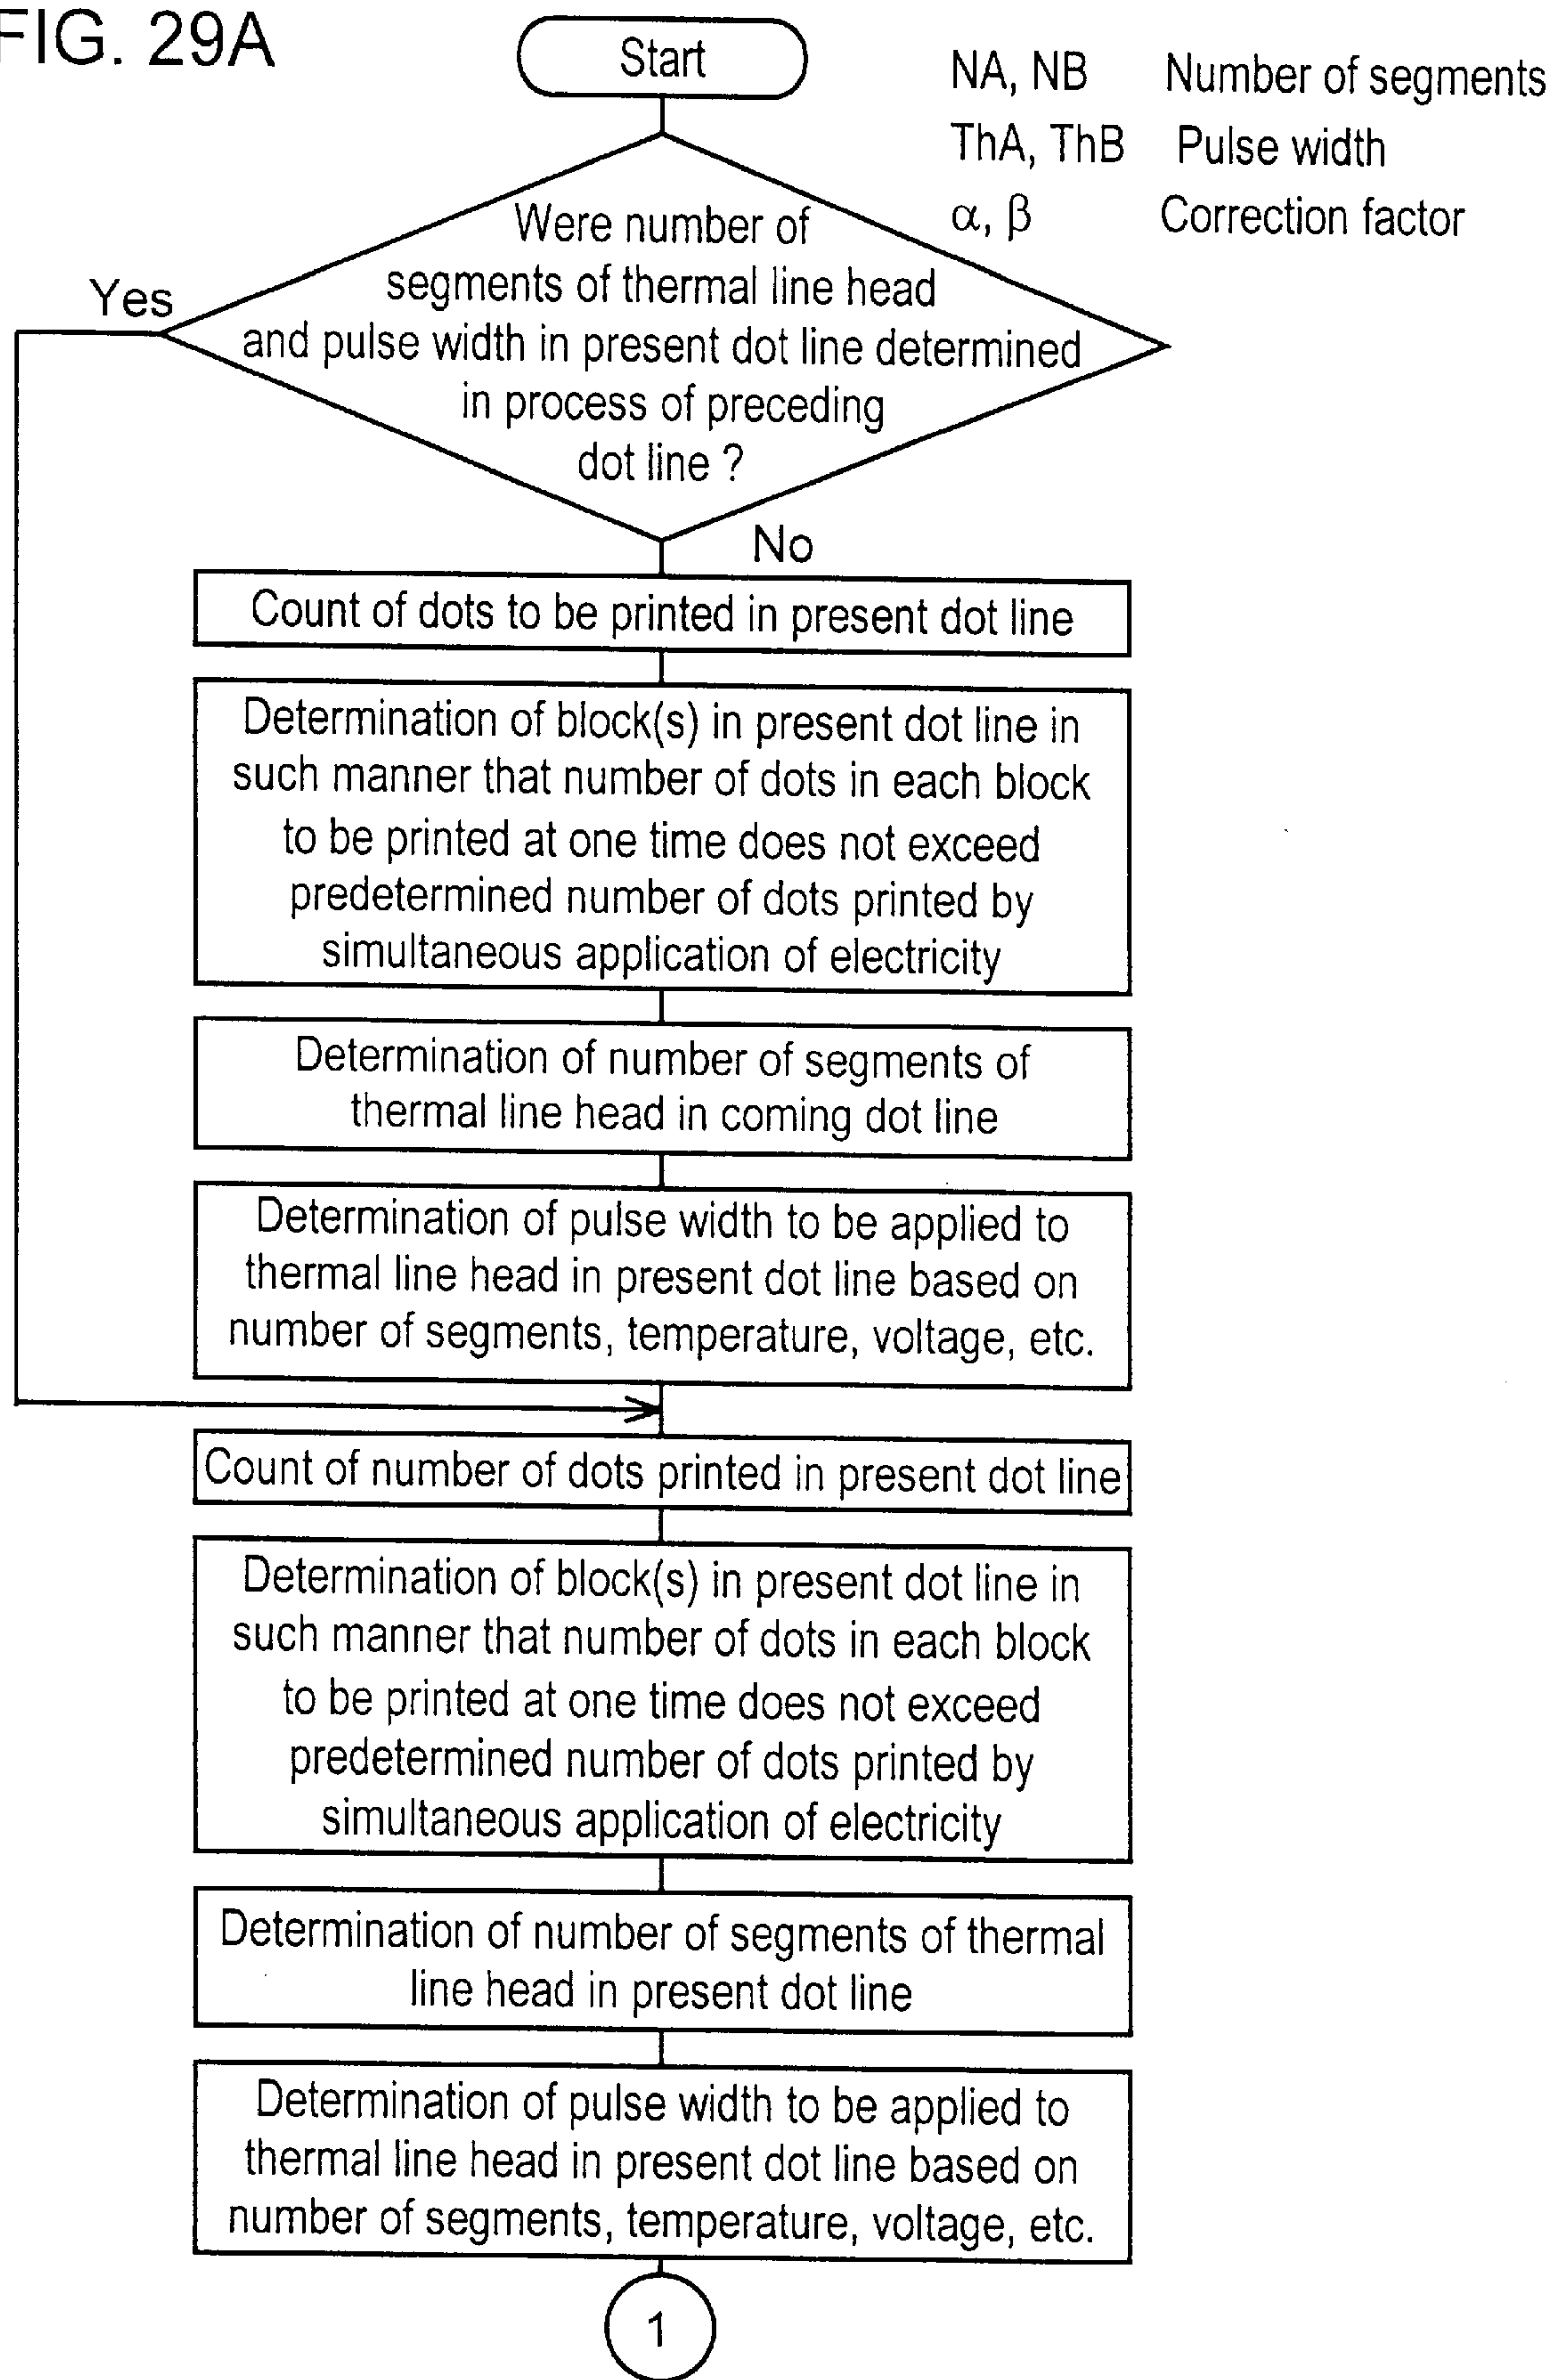 FIG. 29A
Start
NA, NB Number of segments
ThA, ThB Pulse width
α, β Correction factor
Were number of
segments of thermal line head
and pulse width in present dot line determined
in process of preceding
dot line ?
Yes
No
Count of dots to be printed in present dot line
Determination of block(s) in present dot line in
such manner that number of dots in each block
to be printed at one time does not exceed
predetermined number of dots printed by
simultaneous application of electricity
Determination of number of segments of
thermal line head in coming dot line
Determination of pulse width to be applied to
thermal line head in present dot line based on
number of segments, temperature, voltage, etc.
Count of number of dots printed in present dot line
Determination of block(s) in present dot line in
such manner that number of dots in each block
to be printed at one time does not exceed
predetermined number of dots printed by
simultaneous application of electricity
Determination of number of segments of thermal
line head in present dot line
Determination of pulse width to be applied to
thermal line head in present dot line based on
number of segments, temperature, voltage, etc.
1